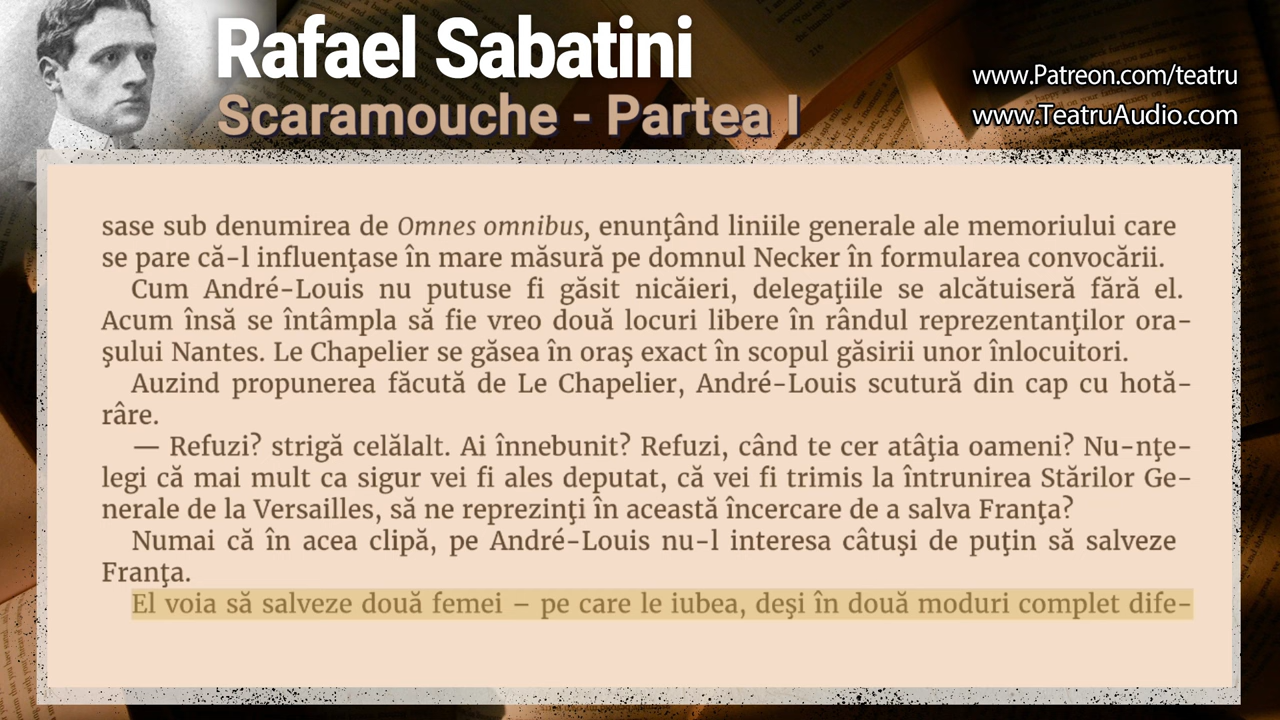 Rafael Sabatini
Scaramouche - Partea I
www.Patreon.com/teatru
www.TeatruAudio.com
sase sub denumirea de Omnes omnibus, enunţând liniile generale ale memoriului care
se pare că-l influenţase în mare măsură pe domnul Necker în formularea convocării.
Cum André-Louis nu putuse fi găsit nicăieri, delegaţiile se alcătuiseră fără el.
Acum însă se întâmpla să fie vreo două locuri libere în rândul reprezentanţilor ora-
şului Nantes. Le Chapelier se găsea în oraş exact în scopul găsirii unor înlocuitori.
Auzind propunerea făcută de Le Chapelier, André-Louis scutură din cap cu hotă-
râre.
— Refuzi? strigă celălalt. Ai înnebunit? Refuzi, când te cer atâţia oameni? Nu-nţe-
legi că mai mult ca sigur vei fi ales deputat, că vei fi trimis la întrunirea Stărilor Ge-
nerale de la Versailles, să ne reprezinţi în această încercare de a salva Franţa?
Numai că în acea clipă, pe André-Louis nu-l interesa câtuşi de puţin să salveze
Franţa.
El voia să salveze două femei – pe care le iubea, deşi în două moduri complet dife-